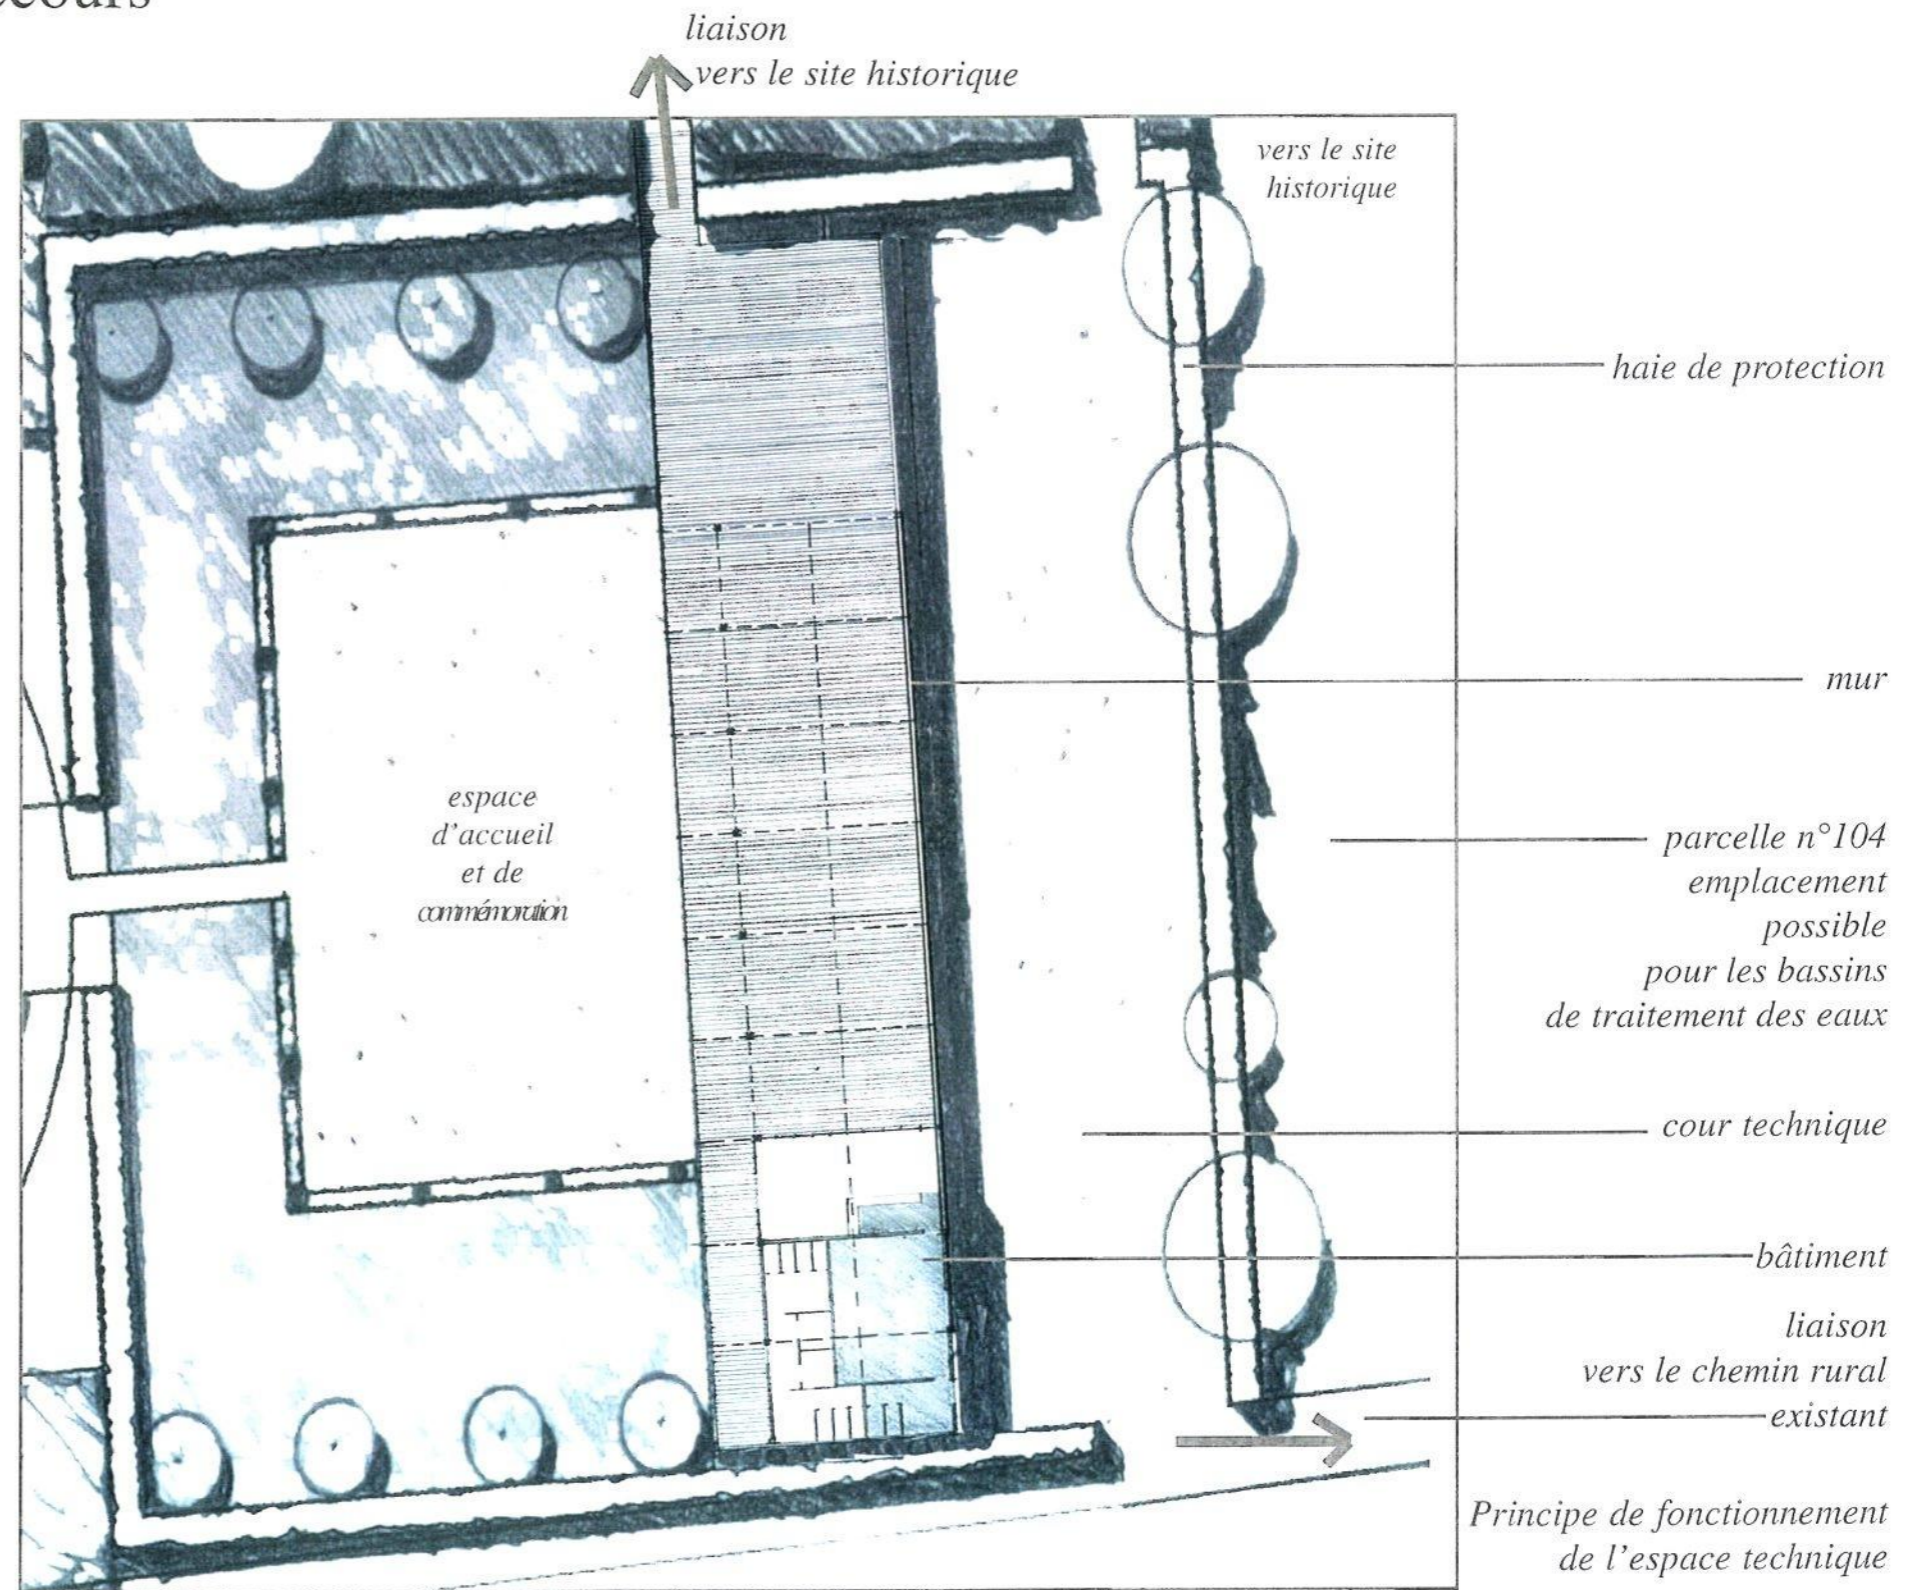 liaison
vers le site historique
vers le site
historique
haie de protection
mur
espace
d'accueil
et de
commémoration
parcelle n°104
emplacement
possible
pour les bassins
de traitement des eaux
cour technique
bâtiment
liaison
vers le chemin rural
existant
Principe de fonctionnement
de l'espace technique